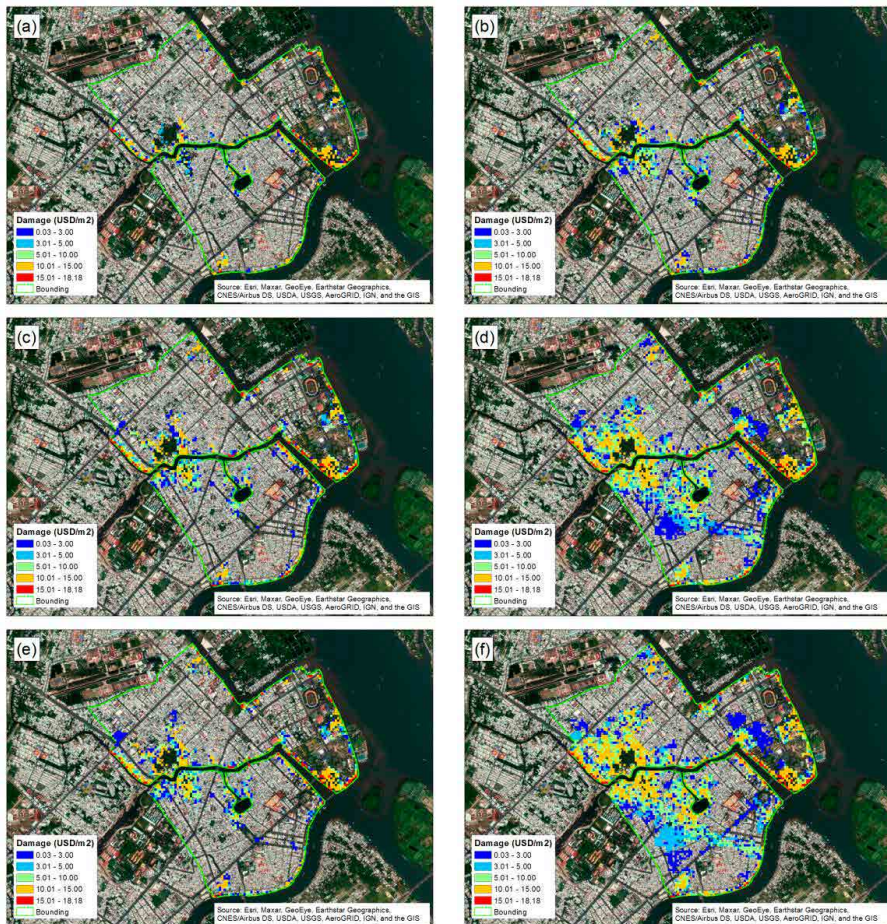 (a)
Damage (USD/m2)
0.03 - 3.00
3.01 - 5.00
5.01 - 10.00
10.01 - 15.00
15.01 - 18,18
Bounding
Source: Esri, Maxar, GeoEye, Earthstar Geographics,
CNES/Airbus DS, USDA, USGS, AeroGRID, IGN, and the GIS
(b)
Damage (USD/m2)
0.03 - 3.00
3.01 - 5.00
5.01 - 10.00
10.01 - 15.00
15.01 - 18,18
Bounding
Source: Esri, Maxar, GeoEye, Earthstar Geographics,
CNES/Airbus DS, USDA, USGS, AeroGRID, IGN, and the GIS
(c)
Damage (USD/m2)
0.03 - 3.00
3.01 - 5.00
5.01 - 10.00
10.01 - 15.00
15.01 - 18,18
Bounding
Source: Esri, Maxar, GeoEye, Earthstar Geographics,
CNES/Airbus DS, USDA, USGS, AeroGRID, IGN, and the GIS
(d)
Damage (USD/m2)
0.03 - 3.00
3.01 - 5.00
5.01 - 10.00
10.01 - 15.00
15.01 - 18,18
Bounding
Source: Esri, Maxar, GeoEye, Earthstar Geographics,
CNES/Airbus DS, USDA, USGS, AeroGRID, IGN, and the GIS
(e)
Damage (USD/m2)
0.03 - 3.00
3.01 - 5.00
5.01 - 10.00
10.01 - 15.00
15.01 - 18,18
Bounding
Source: Esri, Maxar, GeoEye, Earthstar Geographics,
CNES/Airbus DS, USDA, USGS, AeroGRID, IGN, and the GIS
(f)
Damage (USD/m2)
0.03 - 3.00
3.01 - 5.00
5.01 - 10.00
10.01 - 15.00
15.01 - 18,18
Bounding
Source: Esri, Maxar, GeoEye, Earthstar Geographics,
CNES/Airbus DS, USDA, USGS, AeroGRID, IGN, and the GIS